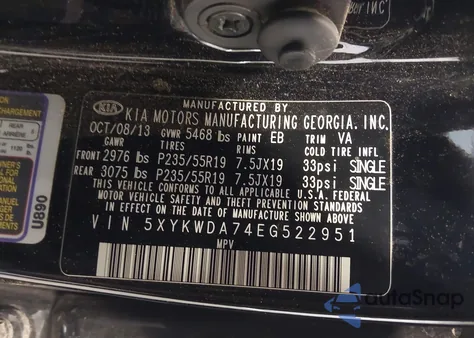 MANUFACTURED BY
KIA KIA MOTORS MANUFACTURING GEORGIA. INC.
OCT/08/13 GVWR 5468 lbs PAINT EB TRIM VA
GAWR TIRES RIMS COLD TIRE INFL
FRONT 2976 lbs P235/55R19 7.5JX19 33psi SINGLE
REAR 3075 lbs P235/55R19 7.5JX19 33psi SINGLE
THIS VEHICLE CONFORMS TO ALL APPLICABLE U.S.A. FEDERAL
MOTOR VEHICLE SAFETY AND THEFT PREVENTION STANDARDS
IN EFFECT ON THE DATE OF MANUFACTURE SHOWN ABOVE.
VIN 5XYKWDA74EG522951
MPV
U890
autoSnap